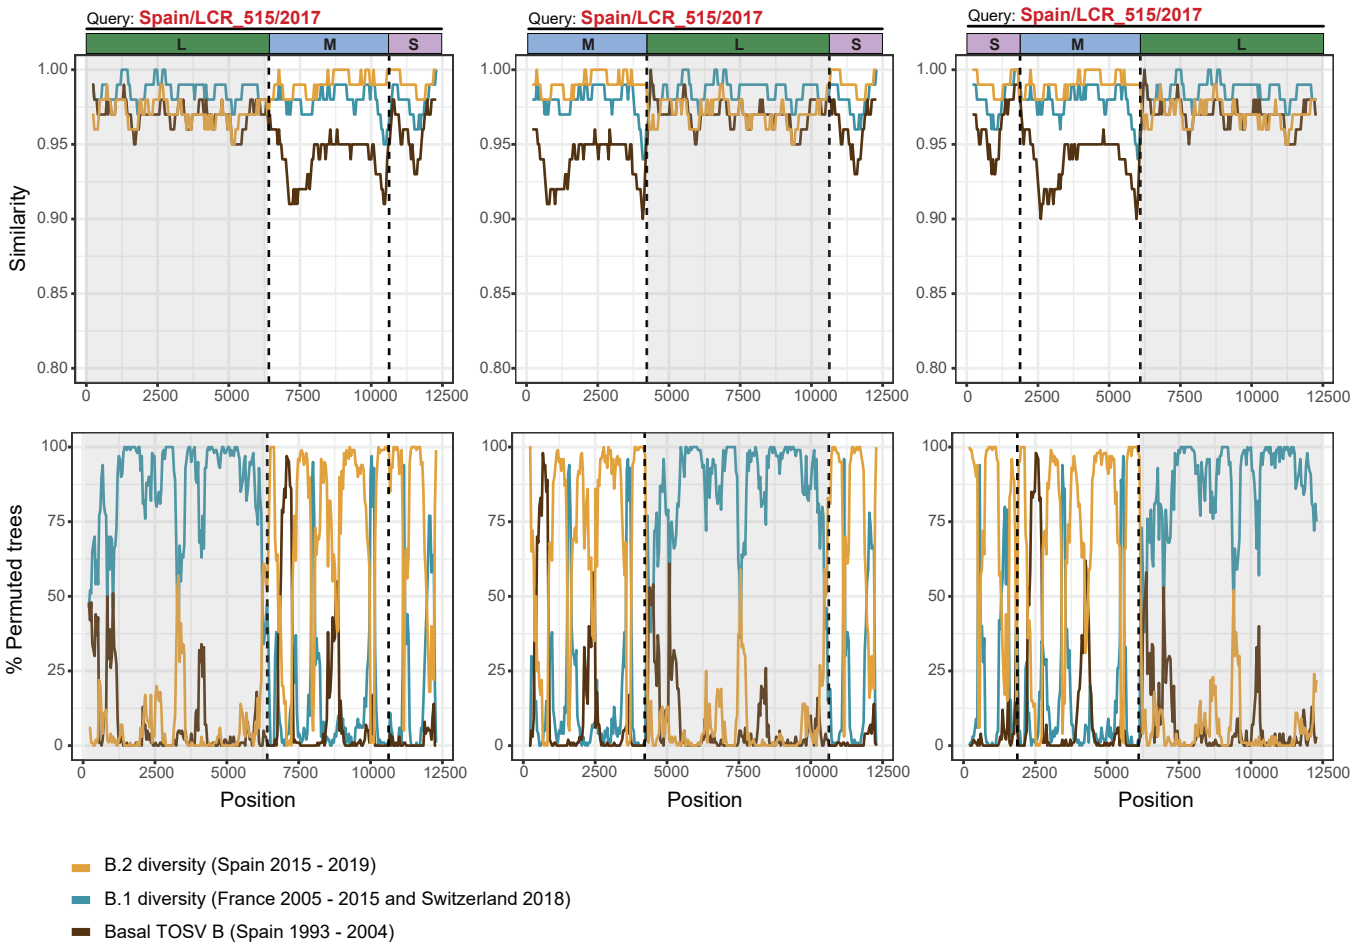 Query: Spain/LCR_515/2017
Query: Spain/LCR_515/2017
Query: Spain/LCR_515/2017
L M S
M L S
S M L
Similarity
1.00
0.95
0.90
0.85
0.80
0 2500 5000 7500 10000 12500
1.00
0.95
0.90
0.85
0.80
0 2500 5000 7500 10000 12500
1.00
0.95
0.90
0.85
0.80
0 2500 5000 7500 10000 12500
% Permuted trees
100
75
50
25
0
0 2500 5000 7500 10000 12500
Position
100
75
50
25
0
0 2500 5000 7500 10000 12500
Position
100
75
50
25
0
0 2500 5000 7500 10000 12500
Position
B.2 diversity (Spain 2015 - 2019)
B.1 diversity (France 2005 - 2015 and Switzerland 2018)
Basal TOSV B (Spain 1993 - 2004)